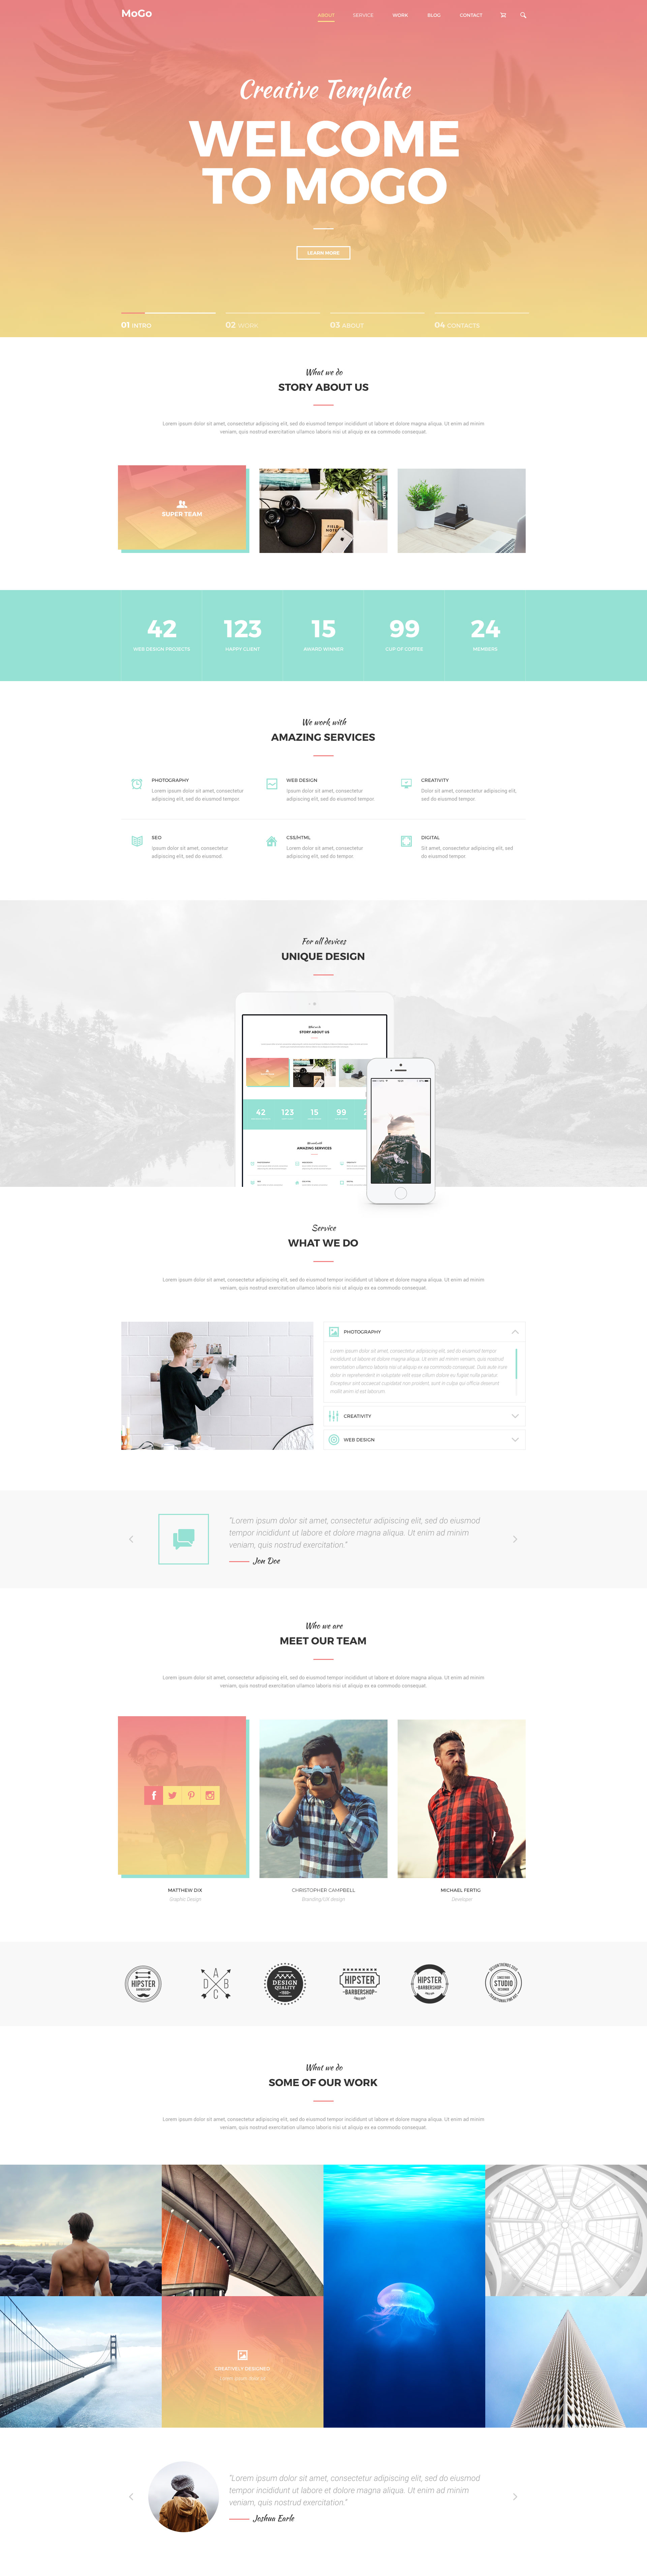 MoGo
ABOUT SERVICE WORK BLOG CONTACT
Creative Template
WELCOME
TO MOGO
LEARN MORE
01 INTRO
02 WORK
03 ABOUT
04 CONTACTS
What we do
STORY ABOUT US
Lorem ipsum dolor sit amet, consectetur adipiscing elit, sed do eiusmod tempor incididunt ut labore et dolore magna aliqua. Ut enim ad minim
veniam, quis nostrud exercitation ullamco laboris nisi ut aliquip ex ea commodo consequat.
SUPER TEAM
FIELD NOTES
42 123 15 99 24
WEB DESIGN PROJECTS HAPPY CLIENT AWARD WINNER CUP OF COFFEE MEMBERS
We work with
AMAZING SERVICES
PHOTOGRAPHY
Lorem ipsum dolor sit amet, consectetur
adipiscing elit, sed do eiusmod tempor.
WEB DESIGN
Ipsum dolor sit amet, consectetur
adipiscing elit, sed do eiusmod tempor.
CREATIVITY
Dolor sit amet, consectetur adipiscing elit,
sed do eiusmod tempor.
SEO
Ipsum dolor sit amet, consectetur
adipiscing elit, sed do eiusmod.
CSS/HTML
Lorem dolor sit amet, consectetur
adipiscing elit, sed do tempor.
DIGITAL
Sit amet, consectetur adipiscing elit, sed
do eiusmod tempor.
For all devices
UNIQUE DESIGN
STORY ABOUT US
42 123 15 99
AMAZING SERVICES
Service
WHAT WE DO
Lorem ipsum dolor sit amet, consectetur adipiscing elit, sed do eiusmod tempor incididunt ut labore et dolore magna aliqua. Ut enim ad minim
veniam, quis nostrud exercitation ullamco laboris nisi ut aliquip ex ea commodo consequat.
PHOTOGRAPHY
Lorem ipsum dolor sit amet, consectetur adipiscing elit, sed do eiusmod tempor
incididunt ut labore et dolore magna aliqua. Ut enim ad minim veniam, quis nostrud
exercitation ullamco laboris nisi ut aliquip ex ea commodo consequat. Duis aute irure
dolor in reprehenderit in voluptate velit esse cillum dolore eu fugiat nulla pariatur.
Excepteur sint occaecat cupidatat non proident, sunt in culpa qui officia deserunt
mollit anim id est laborum.
CREATIVITY
WEB DESIGN
“Lorem ipsum dolor sit amet, consectetur adipiscing elit, sed do eiusmod
tempor incididunt ut labore et dolore magna aliqua. Ut enim ad minim
veniam, quis nostrud exercitation.”
Jon Doe
Who we are
MEET OUR TEAM
Lorem ipsum dolor sit amet, consectetur adipiscing elit, sed do eiusmod tempor incididunt ut labore et dolore magna aliqua. Ut enim ad minim
veniam, quis nostrud exercitation ullamco laboris nisi ut aliquip ex ea commodo consequat.
MATTHEW DIX
Graphic Design
CHRISTOPHER CAMPBELL
Branding/UX design
MICHAEL FERTIG
Developer
HIPSTER
BARBERSHOP
A
D B
C
DESIGN
QUALITY
HIPSTER
BARBERSHOP
HIPSTER
BARBERSHOP
STUDIO
What we do
SOME OF OUR WORK
Lorem ipsum dolor sit amet, consectetur adipiscing elit, sed do eiusmod tempor incididunt ut labore et dolore magna aliqua. Ut enim ad minim
veniam, quis nostrud exercitation ullamco laboris nisi ut aliquip ex ea commodo consequat.
CREATIVELY DESIGNED
“Lorem ipsum dolor sit amet, consectetur adipiscing elit, sed do eiusmod
tempor incididunt ut labore et dolore magna aliqua. Ut enim ad minim
veniam, quis nostrud exercitation.”
Joshua Earle